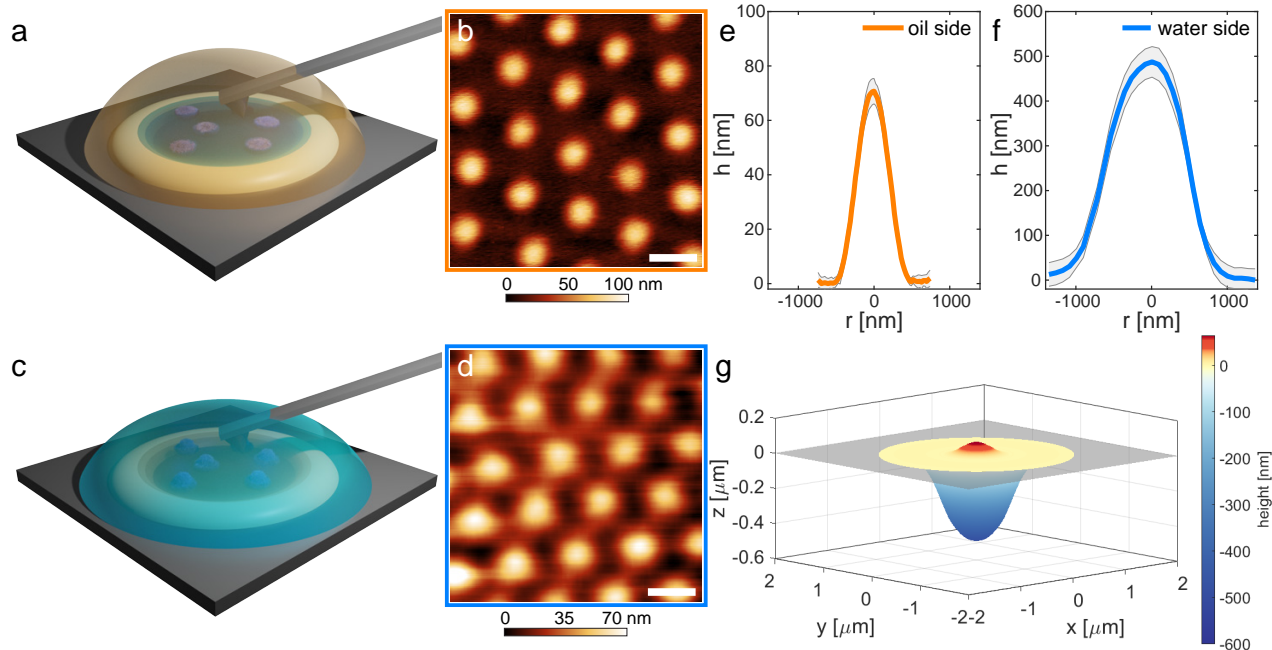 a
b
0 50 100 nm
e
oil side
100
80
60
40
20
0
h [nm]
-1000 0 1000
r [nm]
f
water side
600
500
400
300
200
100
0
h [nm]
-1000 0 1000
r [nm]
c
d
0 35 70 nm
g
0.2
0
-0.2
-0.4
-0.6
z [μm]
2 1 0 -1 -2
y [μm]
-2 -1 0 1 2
x [μm]
0
-100
-200
-300
-400
-500
-600
height [nm]